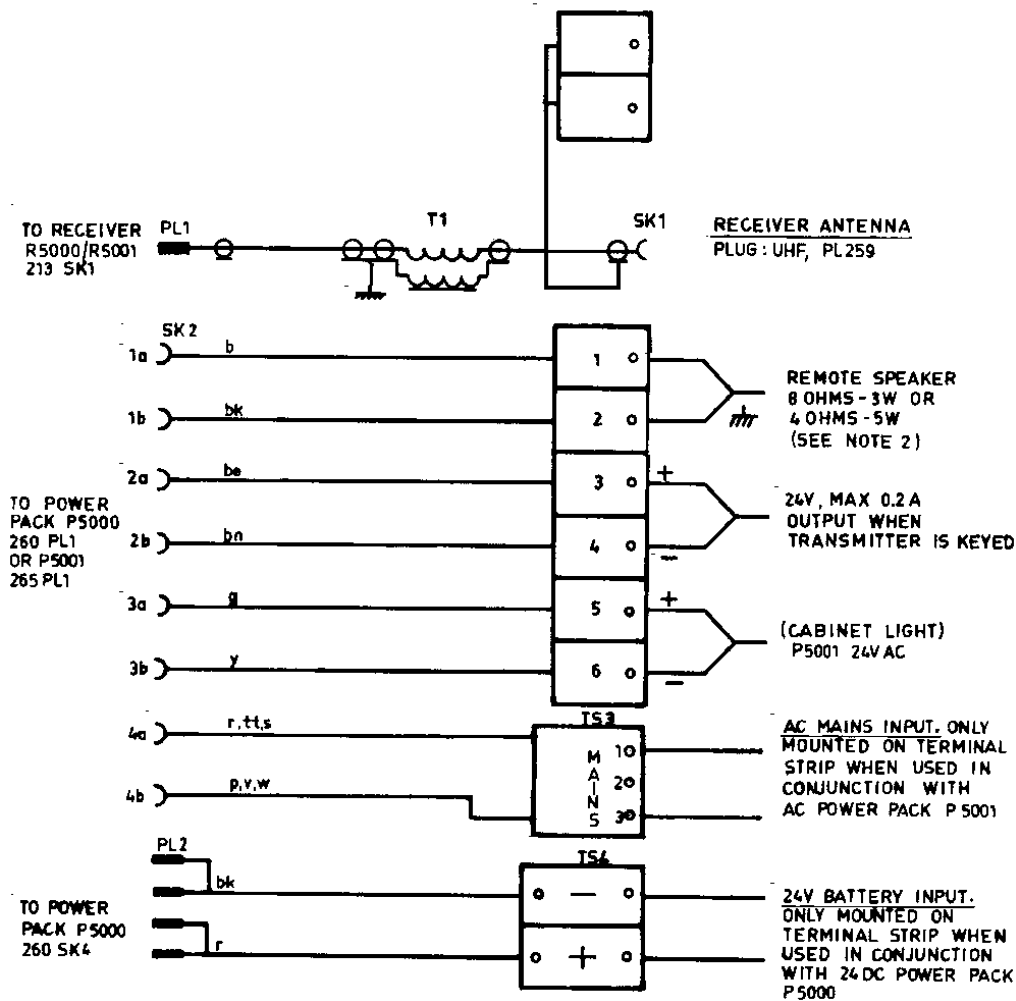 T1
SK1
TO RECEIVER
R5000/R5001
213 SK1
PL1
RECEIVER ANTENNA
PLUG : UHF, PL259
SK2
1a
b
1
1b
bk
2
REMOTE SPEAKER
8 OHMS - 3W OR
4 OHMS - 5W
(SEE NOTE 2)
2a
be
3
+
2b
bn
4
−
24V, MAX 0.2 A
OUTPUT WHEN
TRANSMITTER IS KEYED
TO POWER
PACK P5000
260 PL1
OR P5001
265 PL1
3a
g
5
+
3b
y
6
−
(CABINET LIGHT)
P5001 24V AC
4a
r,tt,s
4b
p,v,w
TS3
MAINS
1
2
3
AC MAINS INPUT. ONLY
MOUNTED ON TERMINAL
STRIP WHEN USED IN
CONJUNCTION WITH
AC POWER PACK P 5001
PL2
bk
r
TO POWER
PACK P5000
260 SK4
TS4
−
+
24V BATTERY INPUT.
ONLY MOUNTED ON
TERMINAL STRIP WHEN
USED IN CONJUNCTION
WITH 24 DC POWER PACK
P5000